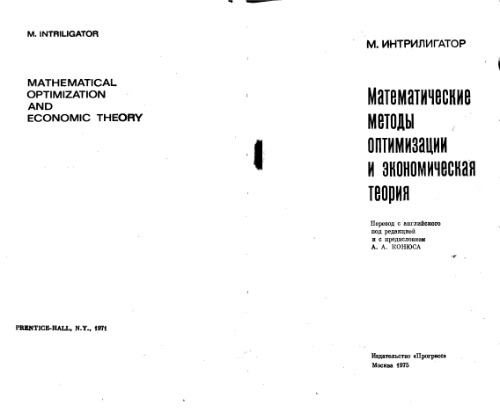 M. INTRILIGATOR
MATHEMATICAL
OPTIMIZATION
AND
ECONOMIC THEORY
PRENTICE-HALL, N.Y., 1971
М. ИНТРИЛИГАТОР
Математические
методы
оптимизации
и экономическая
теория
Перевод с английского
под редакцией
и с предисловием
А. А. КОНЮСА
Издательство «Прогресс»
Москва 1975